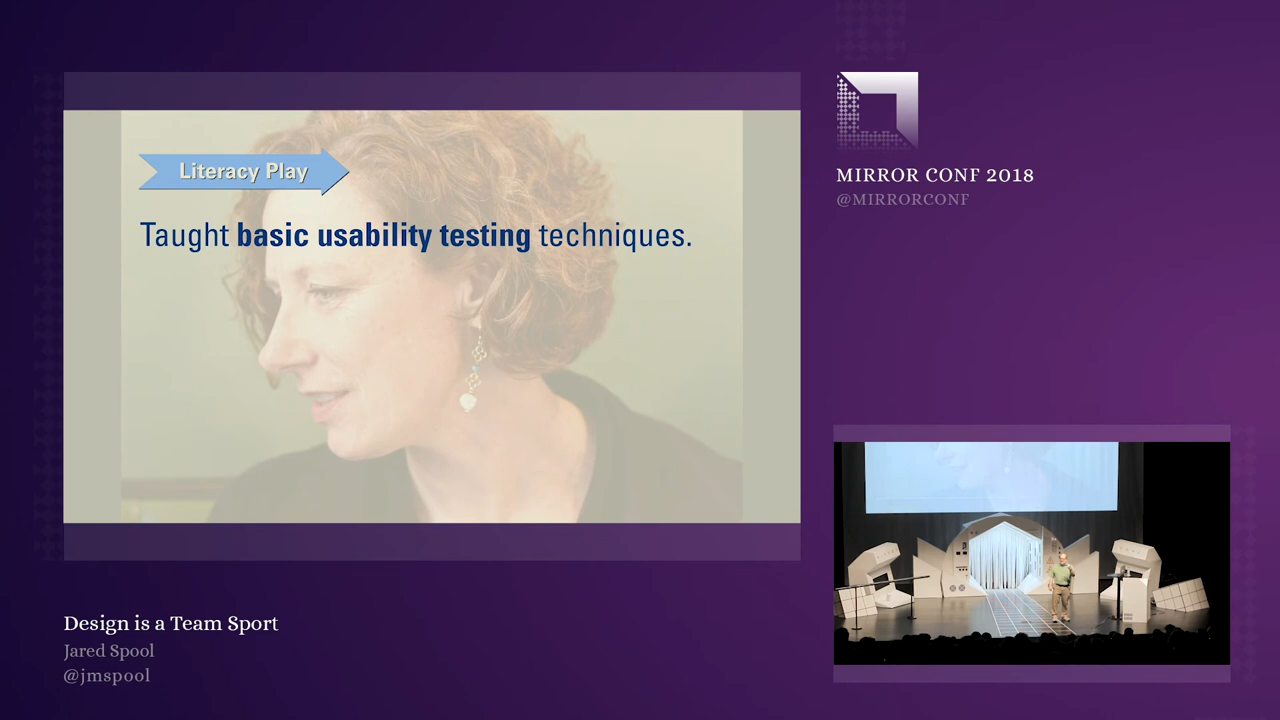 Literacy Play
Taught basic usability testing techniques.
MIRROR CONF 2018
@MIRRORCONF
Design is a Team Sport
Jared Spool
@jmspool